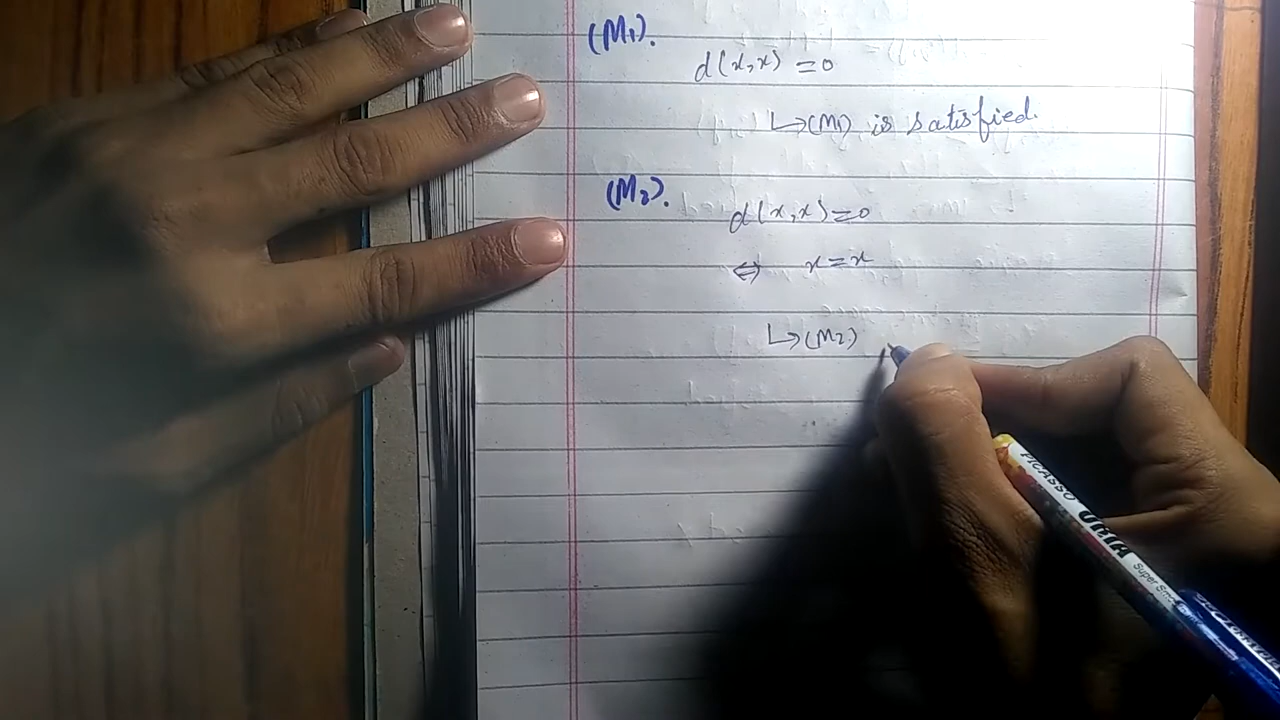 (M1).
d(x,x) = 0
↳(M1) is satisfied.
(M2).
d(x,x)=0
⇔ x=x
↳(M2)
PICASSO